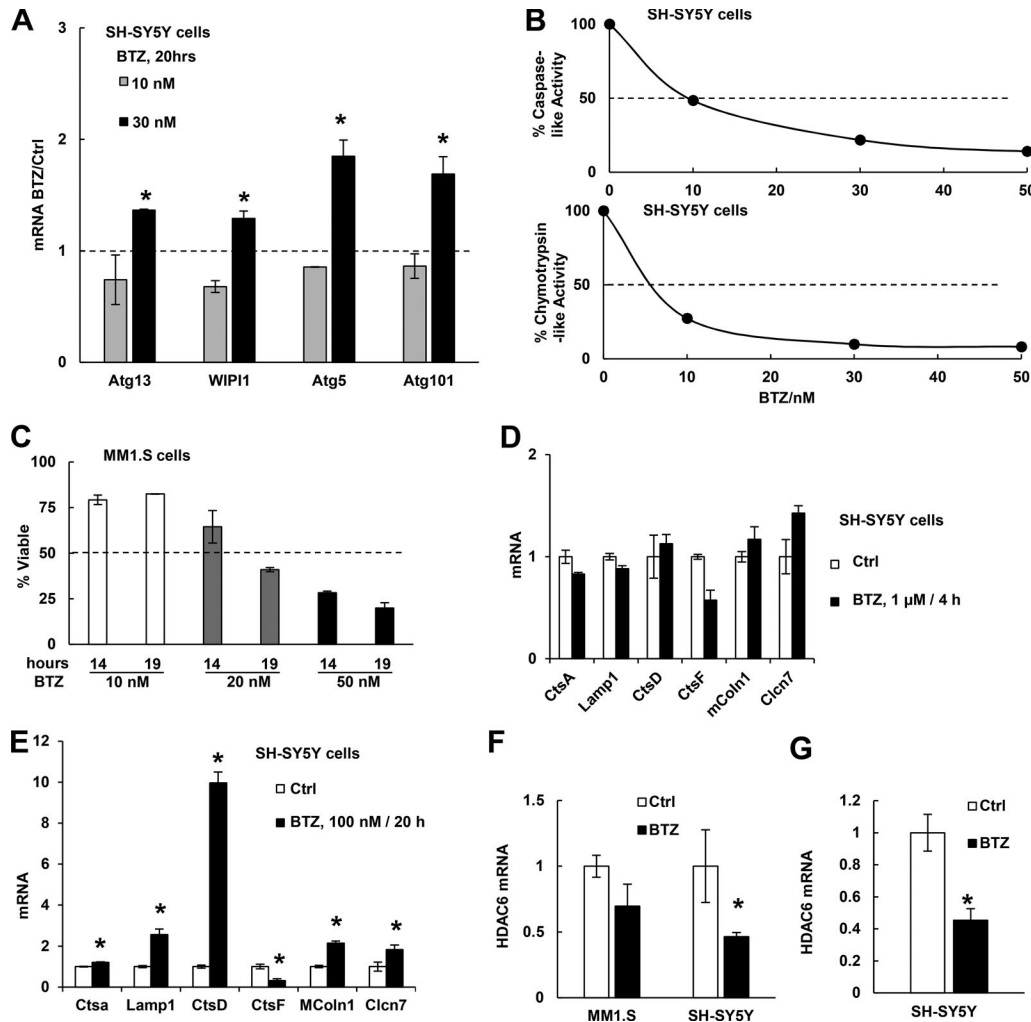 A
SH-SY5Y cells
BTZ, 20hrs
10 nM
30 nM
mRNA BTZ/Ctrl
3
2
1
0
* * * *
Atg13 WIPI1 Atg5 Atg101
B
SH-SY5Y cells
% Caspase-
like Activity
100
50
0
0 10 20 30 40 50
SH-SY5Y cells
% Chymotrypsin
-like Activity
100
50
0
0 10 20 30 40 50
BTZ/nM
C
MM1.S cells
% Viable
100
75
50
25
0
hours 14 19 14 19 14 19
BTZ 10 nM 20 nM 50 nM
D
mRNA
2
1
0
SH-SY5Y cells
Ctrl
BTZ, 1 µM / 4 h
CtsA Lamp1 CtsD CtsF mColn1 Clcn7
E
SH-SY5Y cells
Ctrl
BTZ, 100 nM / 20 h
mRNA
12
10
8
6
4
2
0
* * * * * *
Ctsa Lamp1 CtsD CtsF MColn1 Clcn7
F
Ctrl
BTZ
HDAC6 mRNA
1.5
1
0.5
0
*
MM1.S SH-SY5Y
G
Ctrl
BTZ
HDAC6 mRNA
1.2
1
0.8
0.6
0.4
0.2
0
*
SH-SY5Y